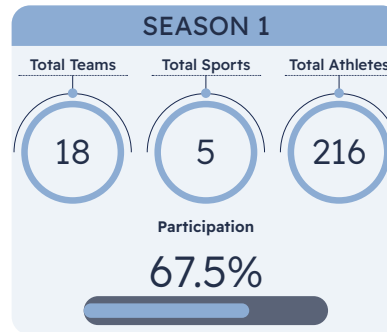 SEASON 1
Total Teams Total Sports Total Athletes
18 5 216
Participation
67.5%